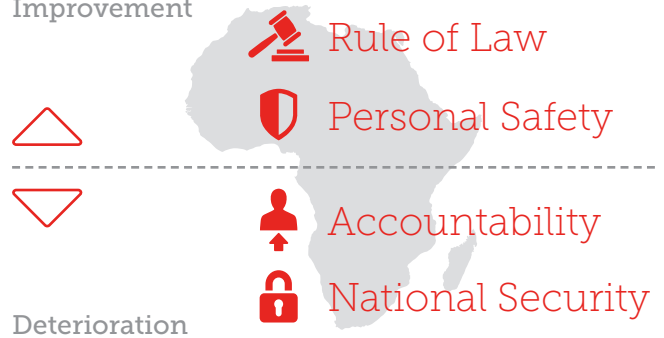 Improvement
Rule of Law
Personal Safety
Accountability
National Security
Deterioration